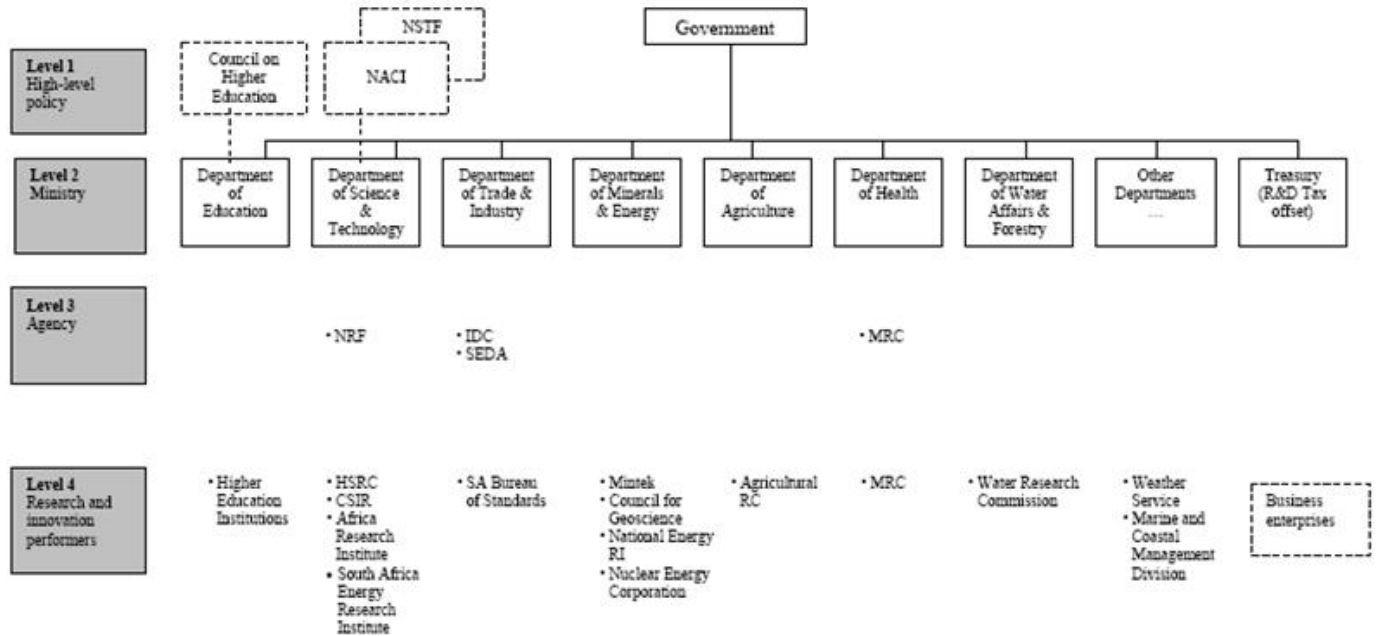 NSTF
Government
Level 1
High-level
policy
Council on
Higher
Education
NACI
Level 2
Ministry
Department
of
Education
Department
of Science
&
Technology
Department
of Trade &
Industry
Department
of Minerals
& Energy
Department
of
Agriculture
Department
of Health
Department
of Water
Affairs &
Forestry
Other
Departments
....
Treasury
(R&D Tax
offset)
Level 3
Agency
• NRF
• IDC
• SEDA
• MRC
Level 4
Research and
innovation
performers
• Higher
Education
Institutions
• HSRC
• CSIR
• Africa
Research
Institute
• South Africa
Energy
Research
Institute
• SA Bureau
of Standards
• Mintek
• Council for
Geoscience
• National Energy
RI
• Nuclear Energy
Corporation
• Agricultural
RC
• MRC
• Water Research
Commission
• Weather
Service
• Marine and
Coastal
Management
Division
Business
enterprises